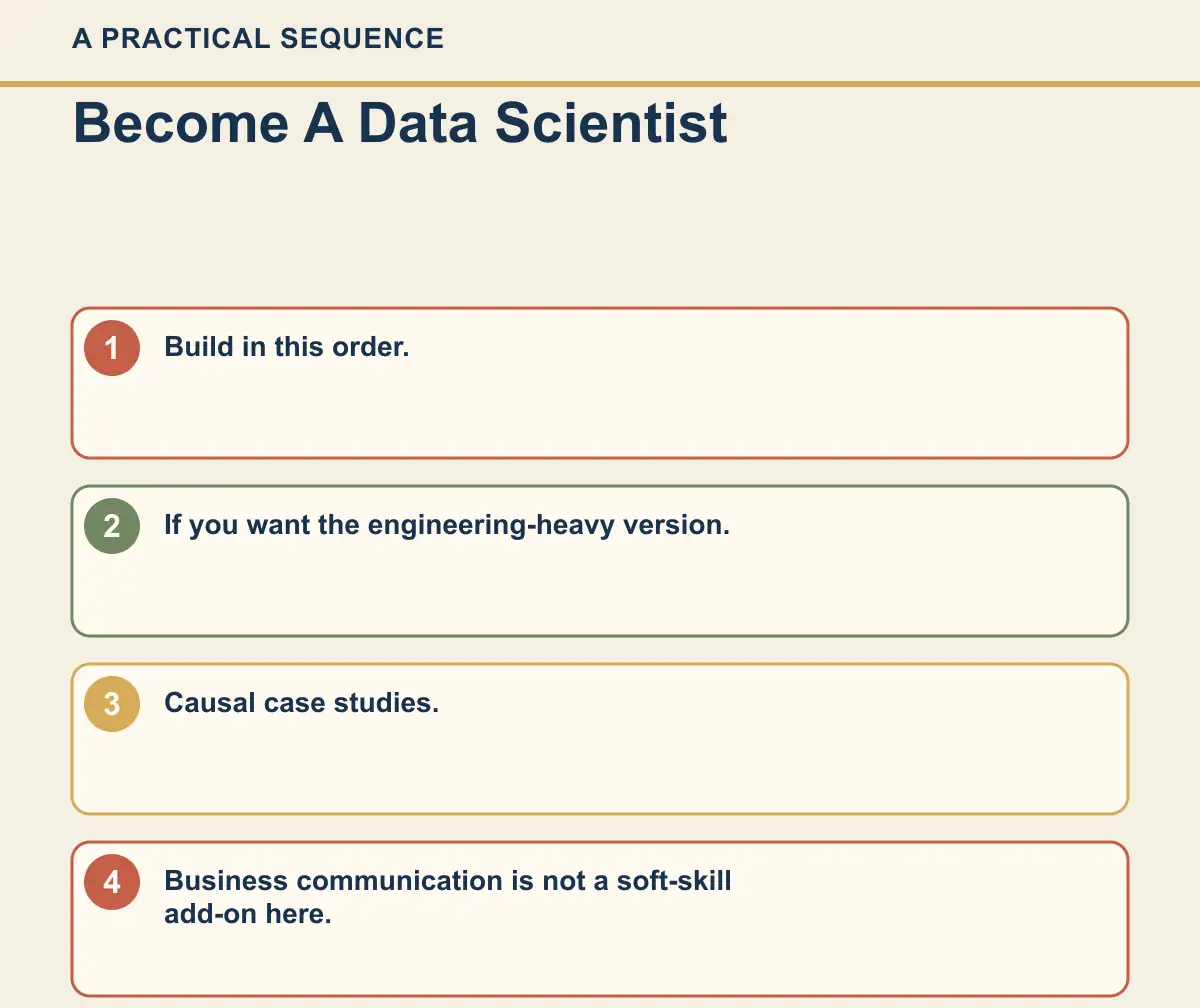 A PRACTICAL SEQUENCE
Become A Data Scientist
1
Build in this order.
2
If you want the engineering-heavy version.
3
Causal case studies.
4
Business communication is not a soft-skill
add-on here.